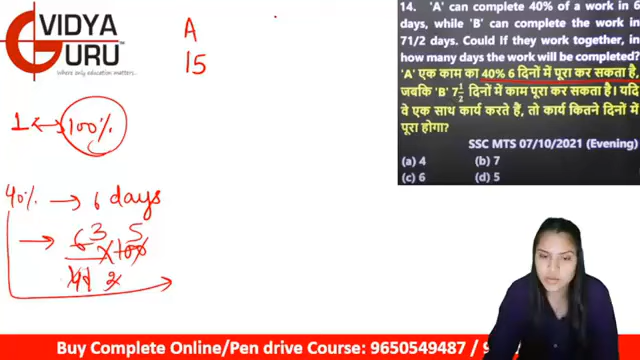 VIDYA
GURU
Where only education matters...
A
15
1 ↔ 100%
40% → 6 days
→ 6 3 × 100 5
40 2
14. 'A' can complete 40% of a work in 6
days, while 'B' can complete the work in
71/2 days. Could if they work together, in
how many days the work will be completed?
'A' एक काम का 40% 6 दिनों में पूरा कर सकता है,
जबकि 'B' 7 1/2 दिनों में काम पूरा कर सकता है। यदि
वे एक साथ कार्य करते हैं, तो कार्य कितने दिनों में
पूरा होगा?
SSC MTS 07/10/2021 (Evening)
(a) 4 (b) 7
(c) 6 (d) 5
Buy Complete Online/Pen drive Course: 9650549487 / 9